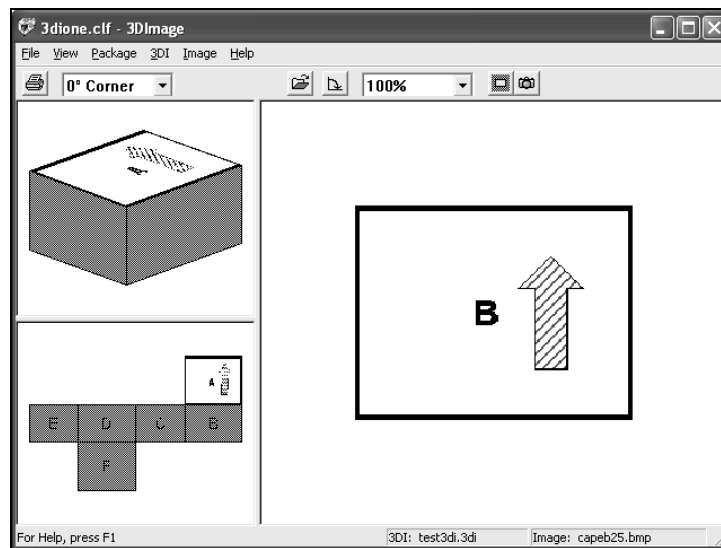 3dione.clf - 3DImage
File View Package 3DI Image Help
0° Corner
100%
A
B
A
E D C B
F
For Help, press F1
3DI: test3di.3di
Image: capeb25.bmp